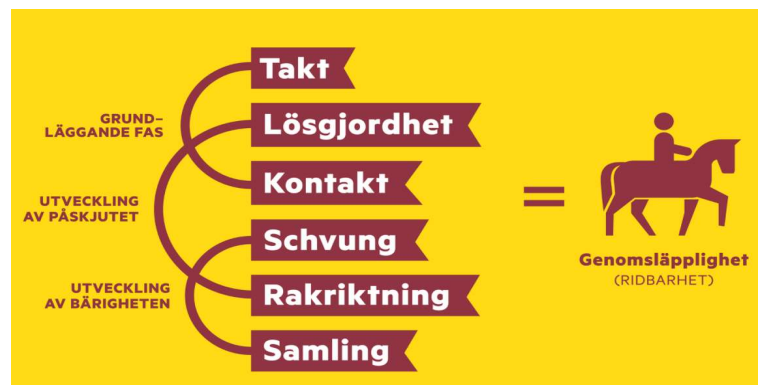 Takt
Lösgjordhet
Kontakt
Schvung
Rakriktning
Samling
GRUND-
LÄGGANDE FAS
UTVECKLING
AV PÅSKJUTET
UTVECKLING
AV BÄRIGHETEN
=
Genomsläpplighet
(RIDBARHET)